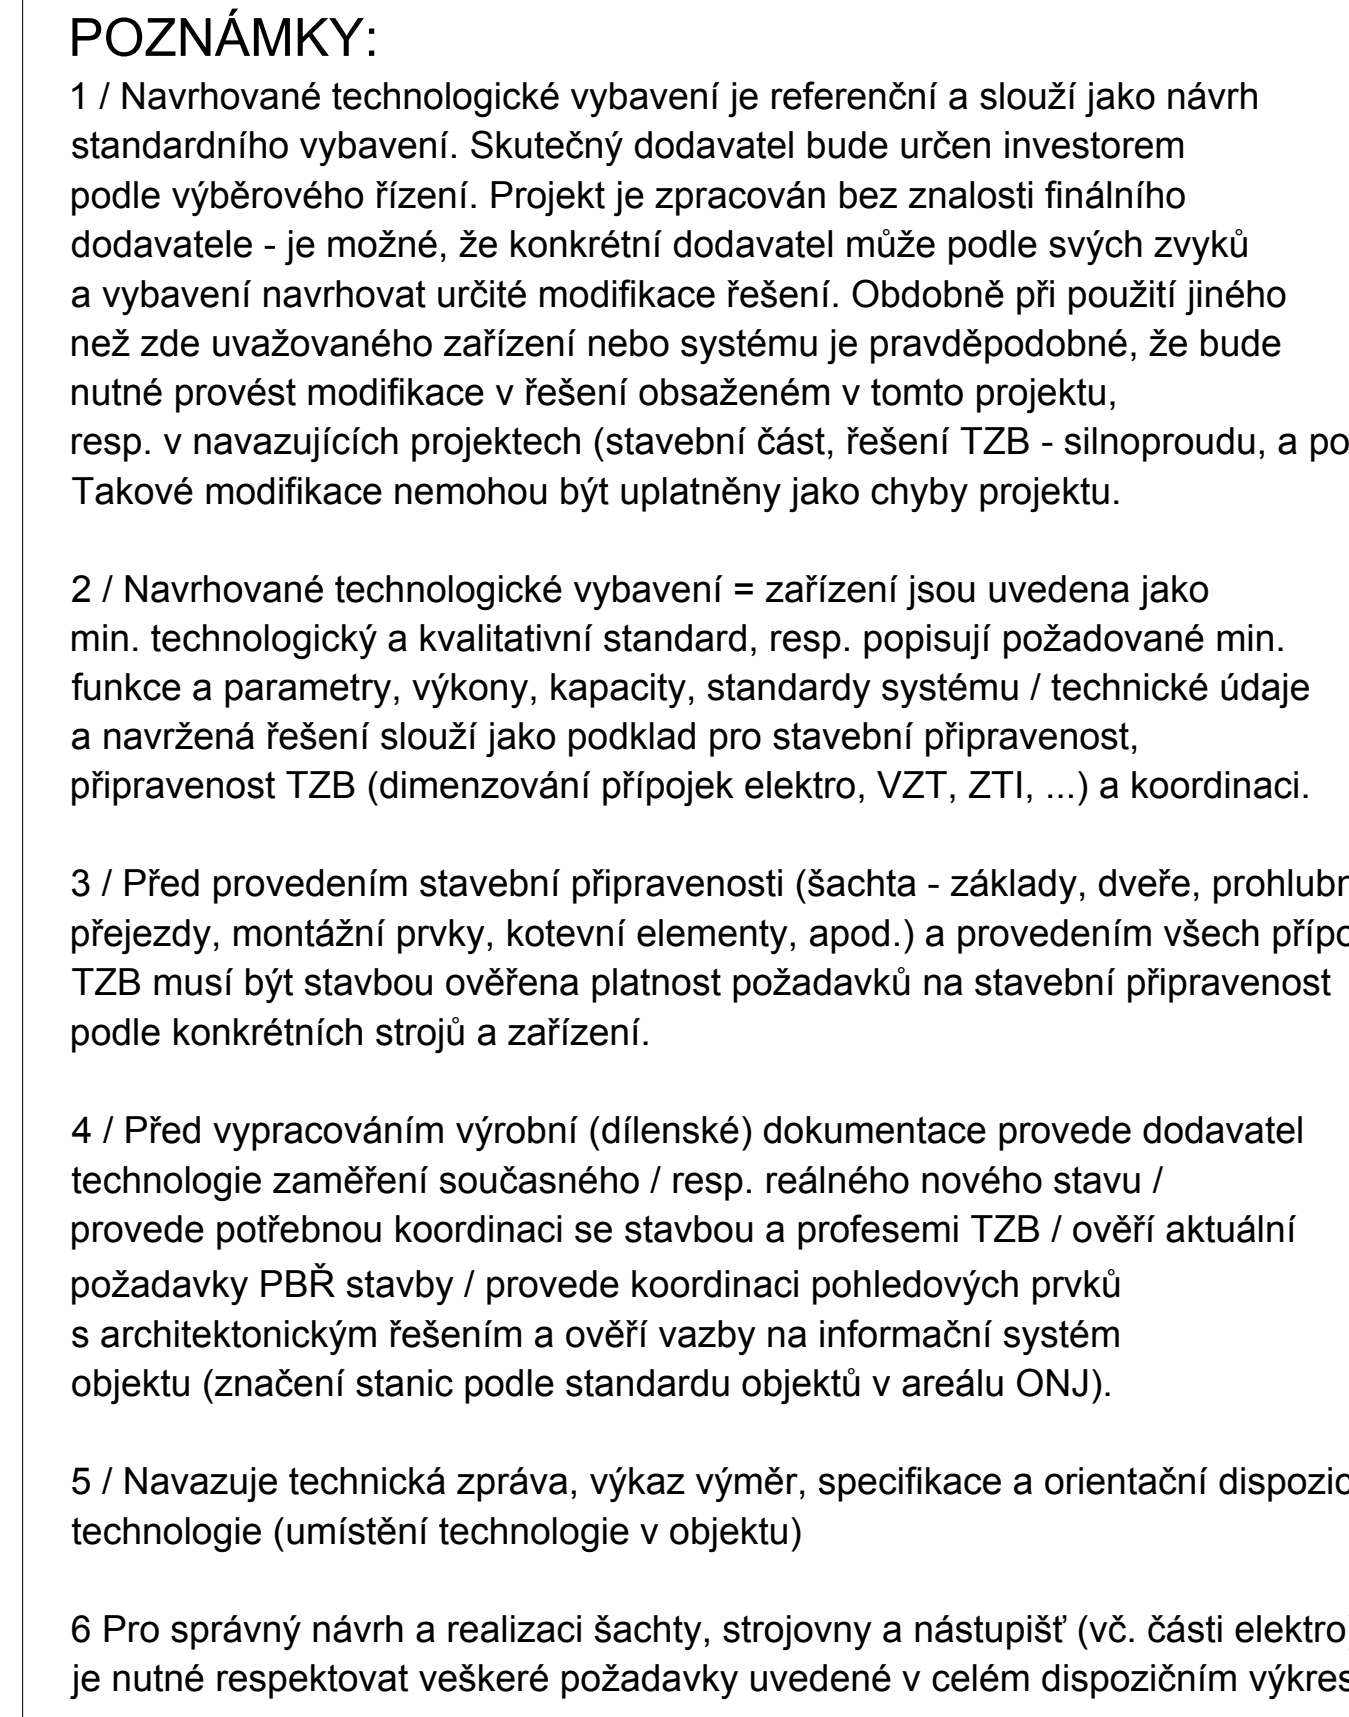 POZNÁMKY:
1 / Navrhované technologické vybavení je referenční a slouží jako návrh
standardního vybavení. Skutečný dodavatel bude určen investorem
podle výběrového řízení. Projekt je zpracován bez znalosti finálního
dodavatele - je možné, že konkrétní dodavatel může podle svých zvyků
a vybavení navrhovat určité modifikace řešení. Obdobně při použití jiného
než zde uvažovaného zařízení nebo systému je pravděpodobné, že bude
nutné provést modifikace v řešení obsaženém v tomto projektu,
resp. v navazujících projektech (stavební část, řešení TZB - silnoproudu, a po
Takové modifikace nemohou být uplatněny jako chyby projektu.
2 / Navrhované technologické vybavení = zařízení jsou uvedena jako
min. technologický a kvalitativní standard, resp. popisují požadované min.
funkce a parametry, výkony, kapacity, standardy systému / technické údaje
a navržená řešení slouží jako podklad pro stavební připravenost,
připravenost TZB (dimenzování přípojek elektro, VZT, ZTI, ...) a koordinaci.
3 / Před provedením stavební připravenosti (šachta - základy, dveře, prohlubn
přejezdy, montážní prvky, kotevní elementy, apod.) a provedením všech přípo
TZB musí být stavbou ověřena platnost požadavků na stavební připravenost
podle konkrétních strojů a zařízení.
4 / Před vypracováním výrobní (dílenské) dokumentace provede dodavatel
technologie zaměření současného / resp. reálného nového stavu /
provede potřebnou koordinaci se stavbou a profesemi TZB / ověří aktuální
požadavky PBŘ stavby / provede koordinaci pohledových prvků
s architektonickým řešením a ověří vazby na informační systém
objektu (značení stanic podle standardu objektů v areálu ONJ).
5 / Navazuje technická zpráva, výkaz výměr, specifikace a orientační dispozic
technologie (umístění technologie v objektu)
6 Pro správný návrh a realizaci šachty, strojovny a nástupišť (vč. části elektro)
je nutné respektovat veškeré požadavky uvedené v celém dispozičním výkres